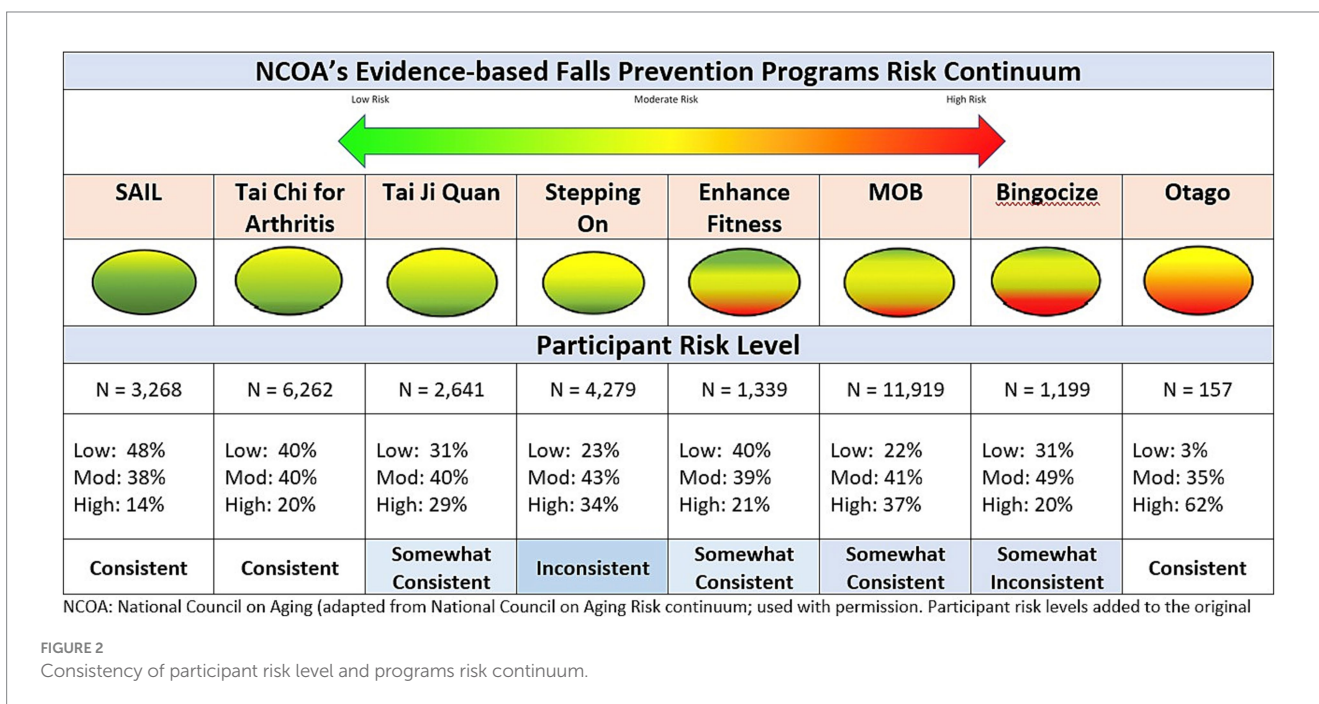 NCOA's Evidence-based Falls Prevention Programs Risk Continuum
Low Risk Moderate Risk High Risk
SAIL Tai Chi for Tai Ji Quan Stepping Enhance MOB Bingocize Otago
Arthritis On Fitness
Participant Risk Level
N = 3,268 N = 6,262 N = 2,641 N = 4,279 N = 1,339 N = 11,919 N = 1,199 N = 157
Low: 48% Low: 40% Low: 31% Low: 23% Low: 40% Low: 22% Low: 31% Low: 3%
Mod: 38% Mod: 40% Mod: 40% Mod: 43% Mod: 39% Mod: 41% Mod: 49% Mod: 35%
High: 14% High: 20% High: 29% High: 34% High: 21% High: 37% High: 20% High: 62%
Consistent Consistent Somewhat Inconsistent Somewhat Somewhat Somewhat Consistent
Consistent Consistent Consistent Inconsistent
NCOA: National Council on Aging (adapted from National Council on Aging Risk continuum; used with permission. Participant risk levels added to the original
FIGURE 2
Consistency of participant risk level and programs risk continuum.